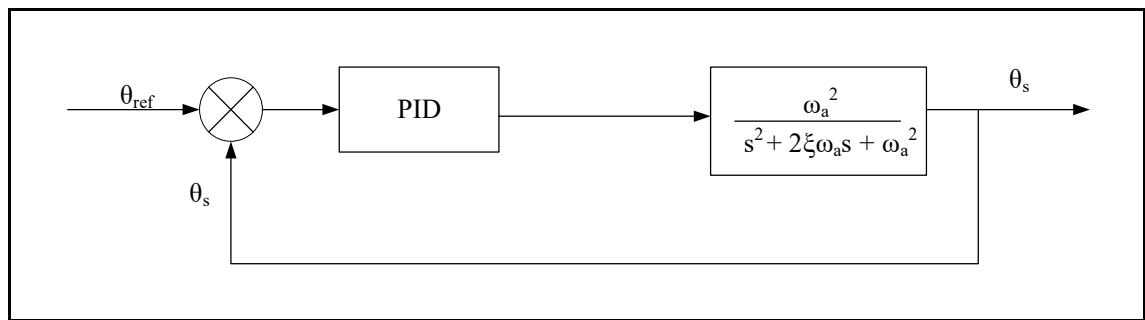 θref
PID
ωa²
s² + 2ξωas + ωa²
θs
θs